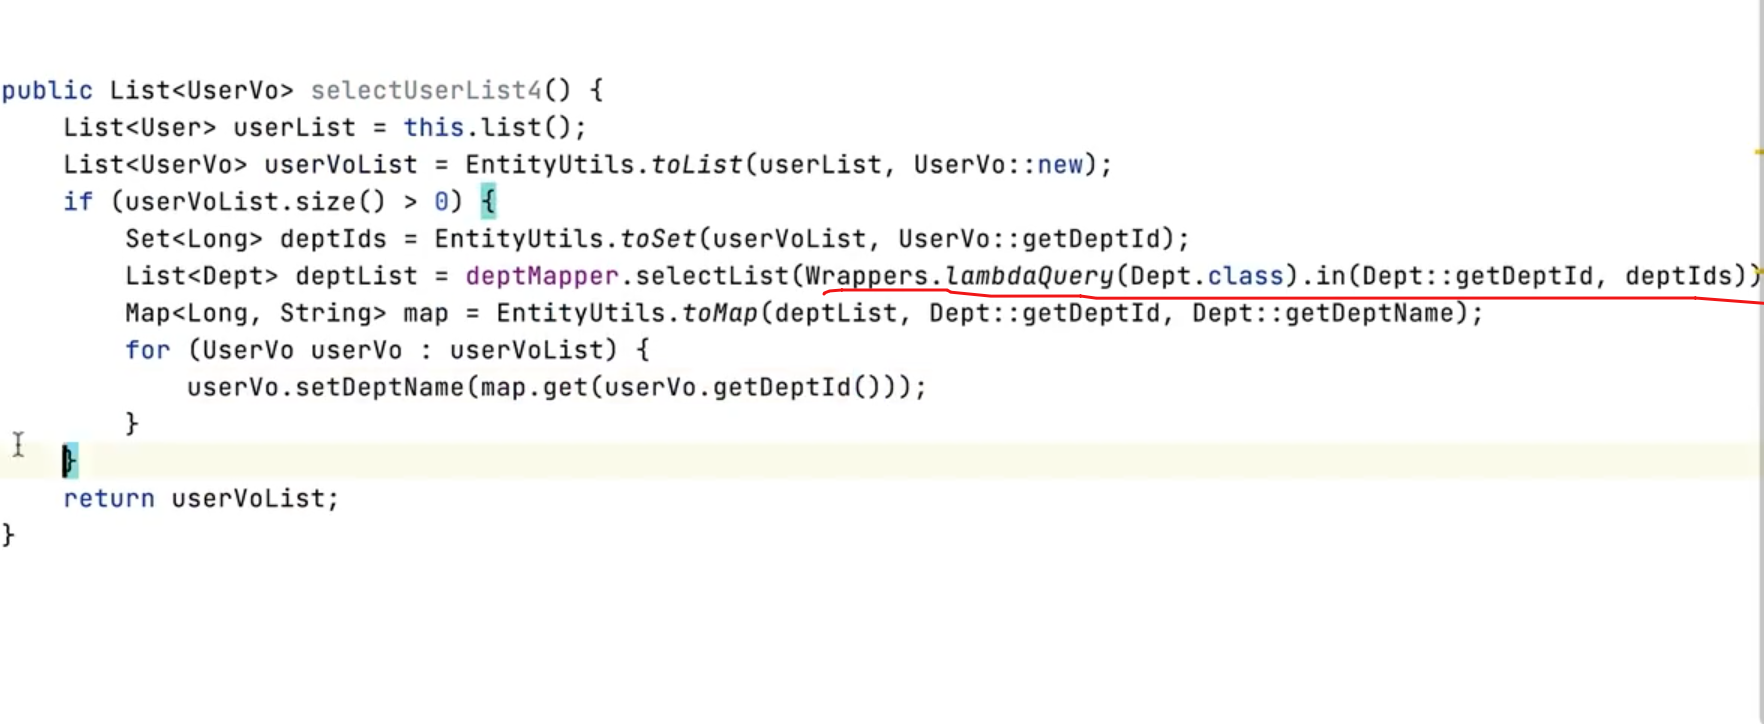 public List<UserVo> selectUserList4() {
List<User> userList = this.list();
List<UserVo> userVoList = EntityUtils.toList(userList, UserVo::new);
if (userVoList.size() > 0) {
Set<Long> deptIds = EntityUtils.toSet(userVoList, UserVo::getDeptId);
List<Dept> deptList = deptMapper.selectList(Wrappers.lambdaQuery(Dept.class).in(Dept::getDeptId, deptIds))
Map<Long, String> map = EntityUtils.toMap(deptList, Dept::getDeptId, Dept::getDeptName);
for (UserVo userVo : userVoList) {
userVo.setDeptName(map.get(userVo.getDeptId()));
}
}
return userVoList;
}